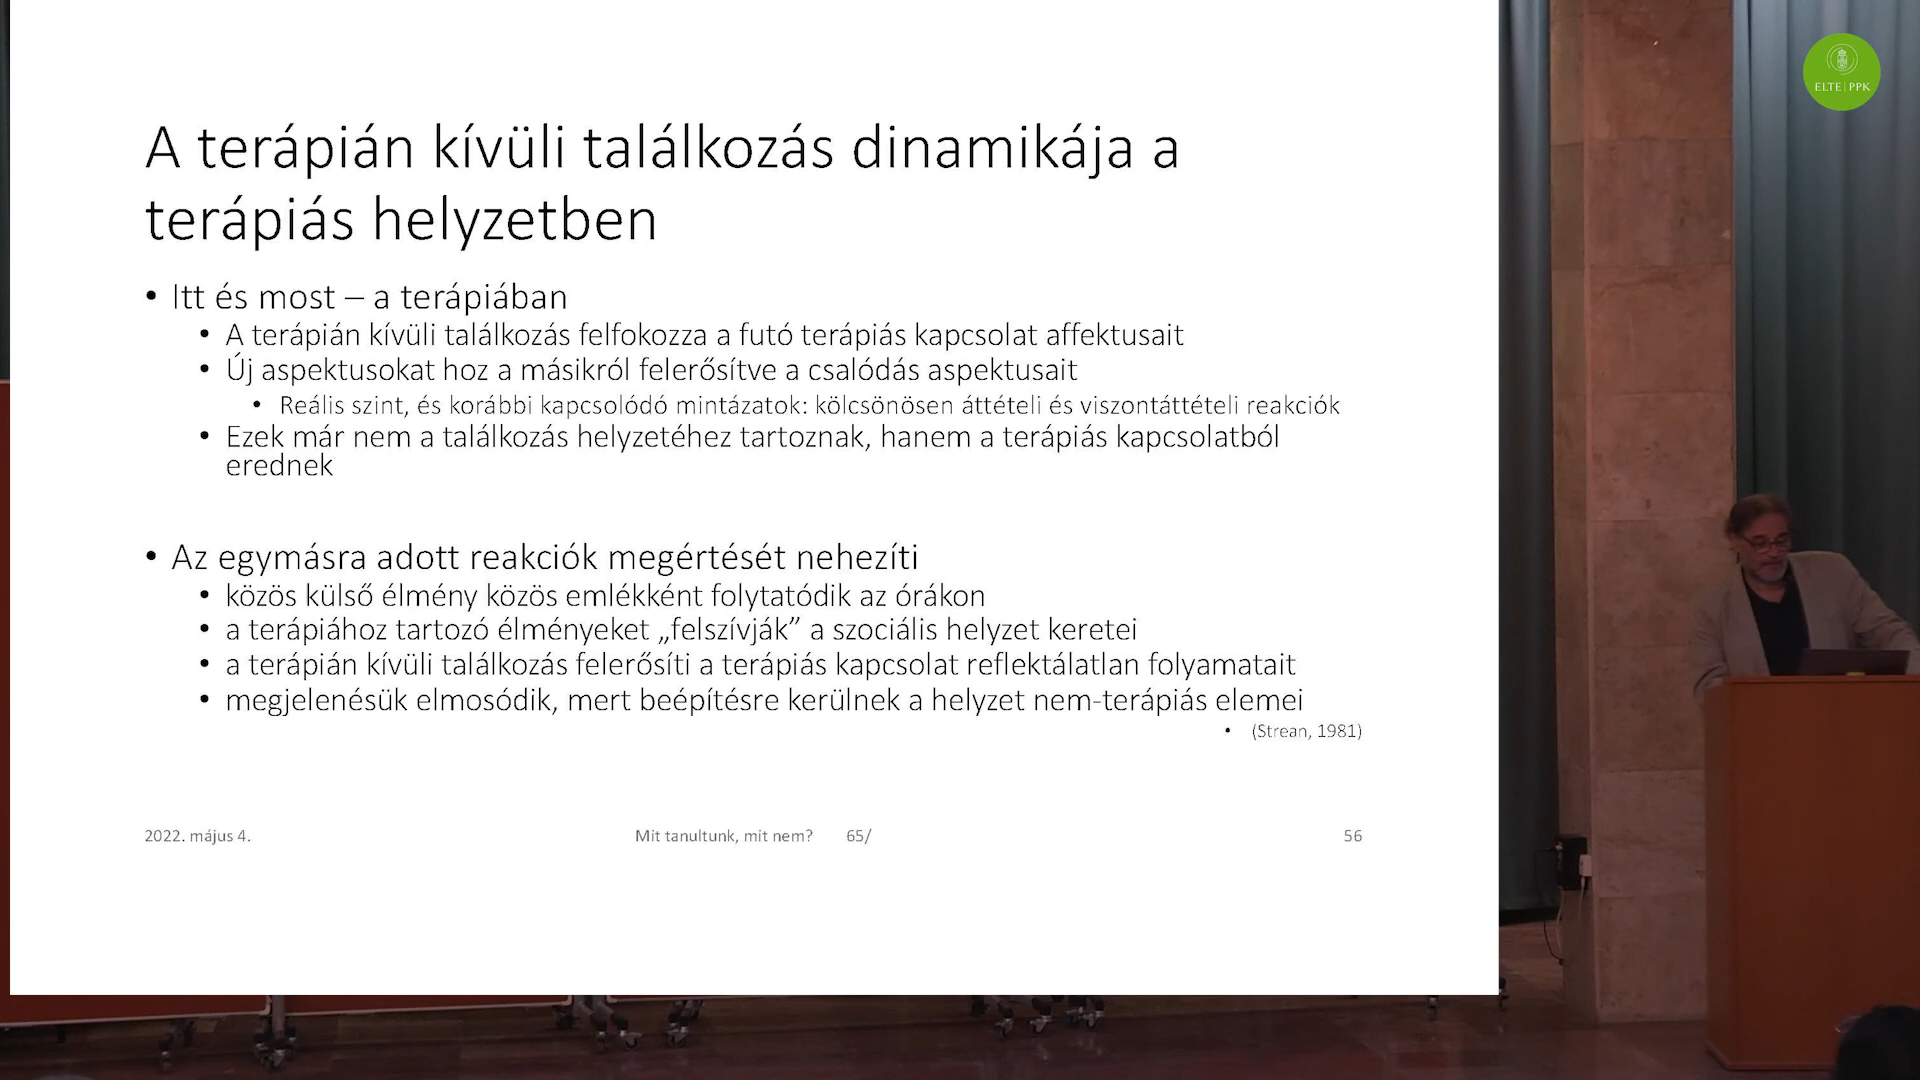 ELTE|PPK
A terápián kívüli találkozás dinamikája a
terápiás helyzetben
• Itt és most – a terápiában
• A terápián kívüli találkozás felfokozza a futó terápiás kapcsolat affektusait
• Új aspektusokat hoz a másikról felerősítve a csalódás aspektusait
• Reális szint, és korábbi kapcsolódó mintázatok: kölcsönösen áttételi és viszontáttételi reakciók
• Ezek már nem a találkozás helyzetéhez tartoznak, hanem a terápiás kapcsolatból
erednek
• Az egymásra adott reakciók megértését nehezíti
• közös külső élmény közös emlékként folytatódik az órákon
• a terápiához tartozó élményeket „felszívják” a szociális helyzet keretei
• a terápián kívüli találkozás felerősíti a terápiás kapcsolat reflektálatlan folyamatait
• megjelenésük elmosódik, mert beépítésre kerülnek a helyzet nem-terápiás elemei
• (Strean, 1981)
2022. május 4.
Mit tanultunk, mit nem? 65/
56